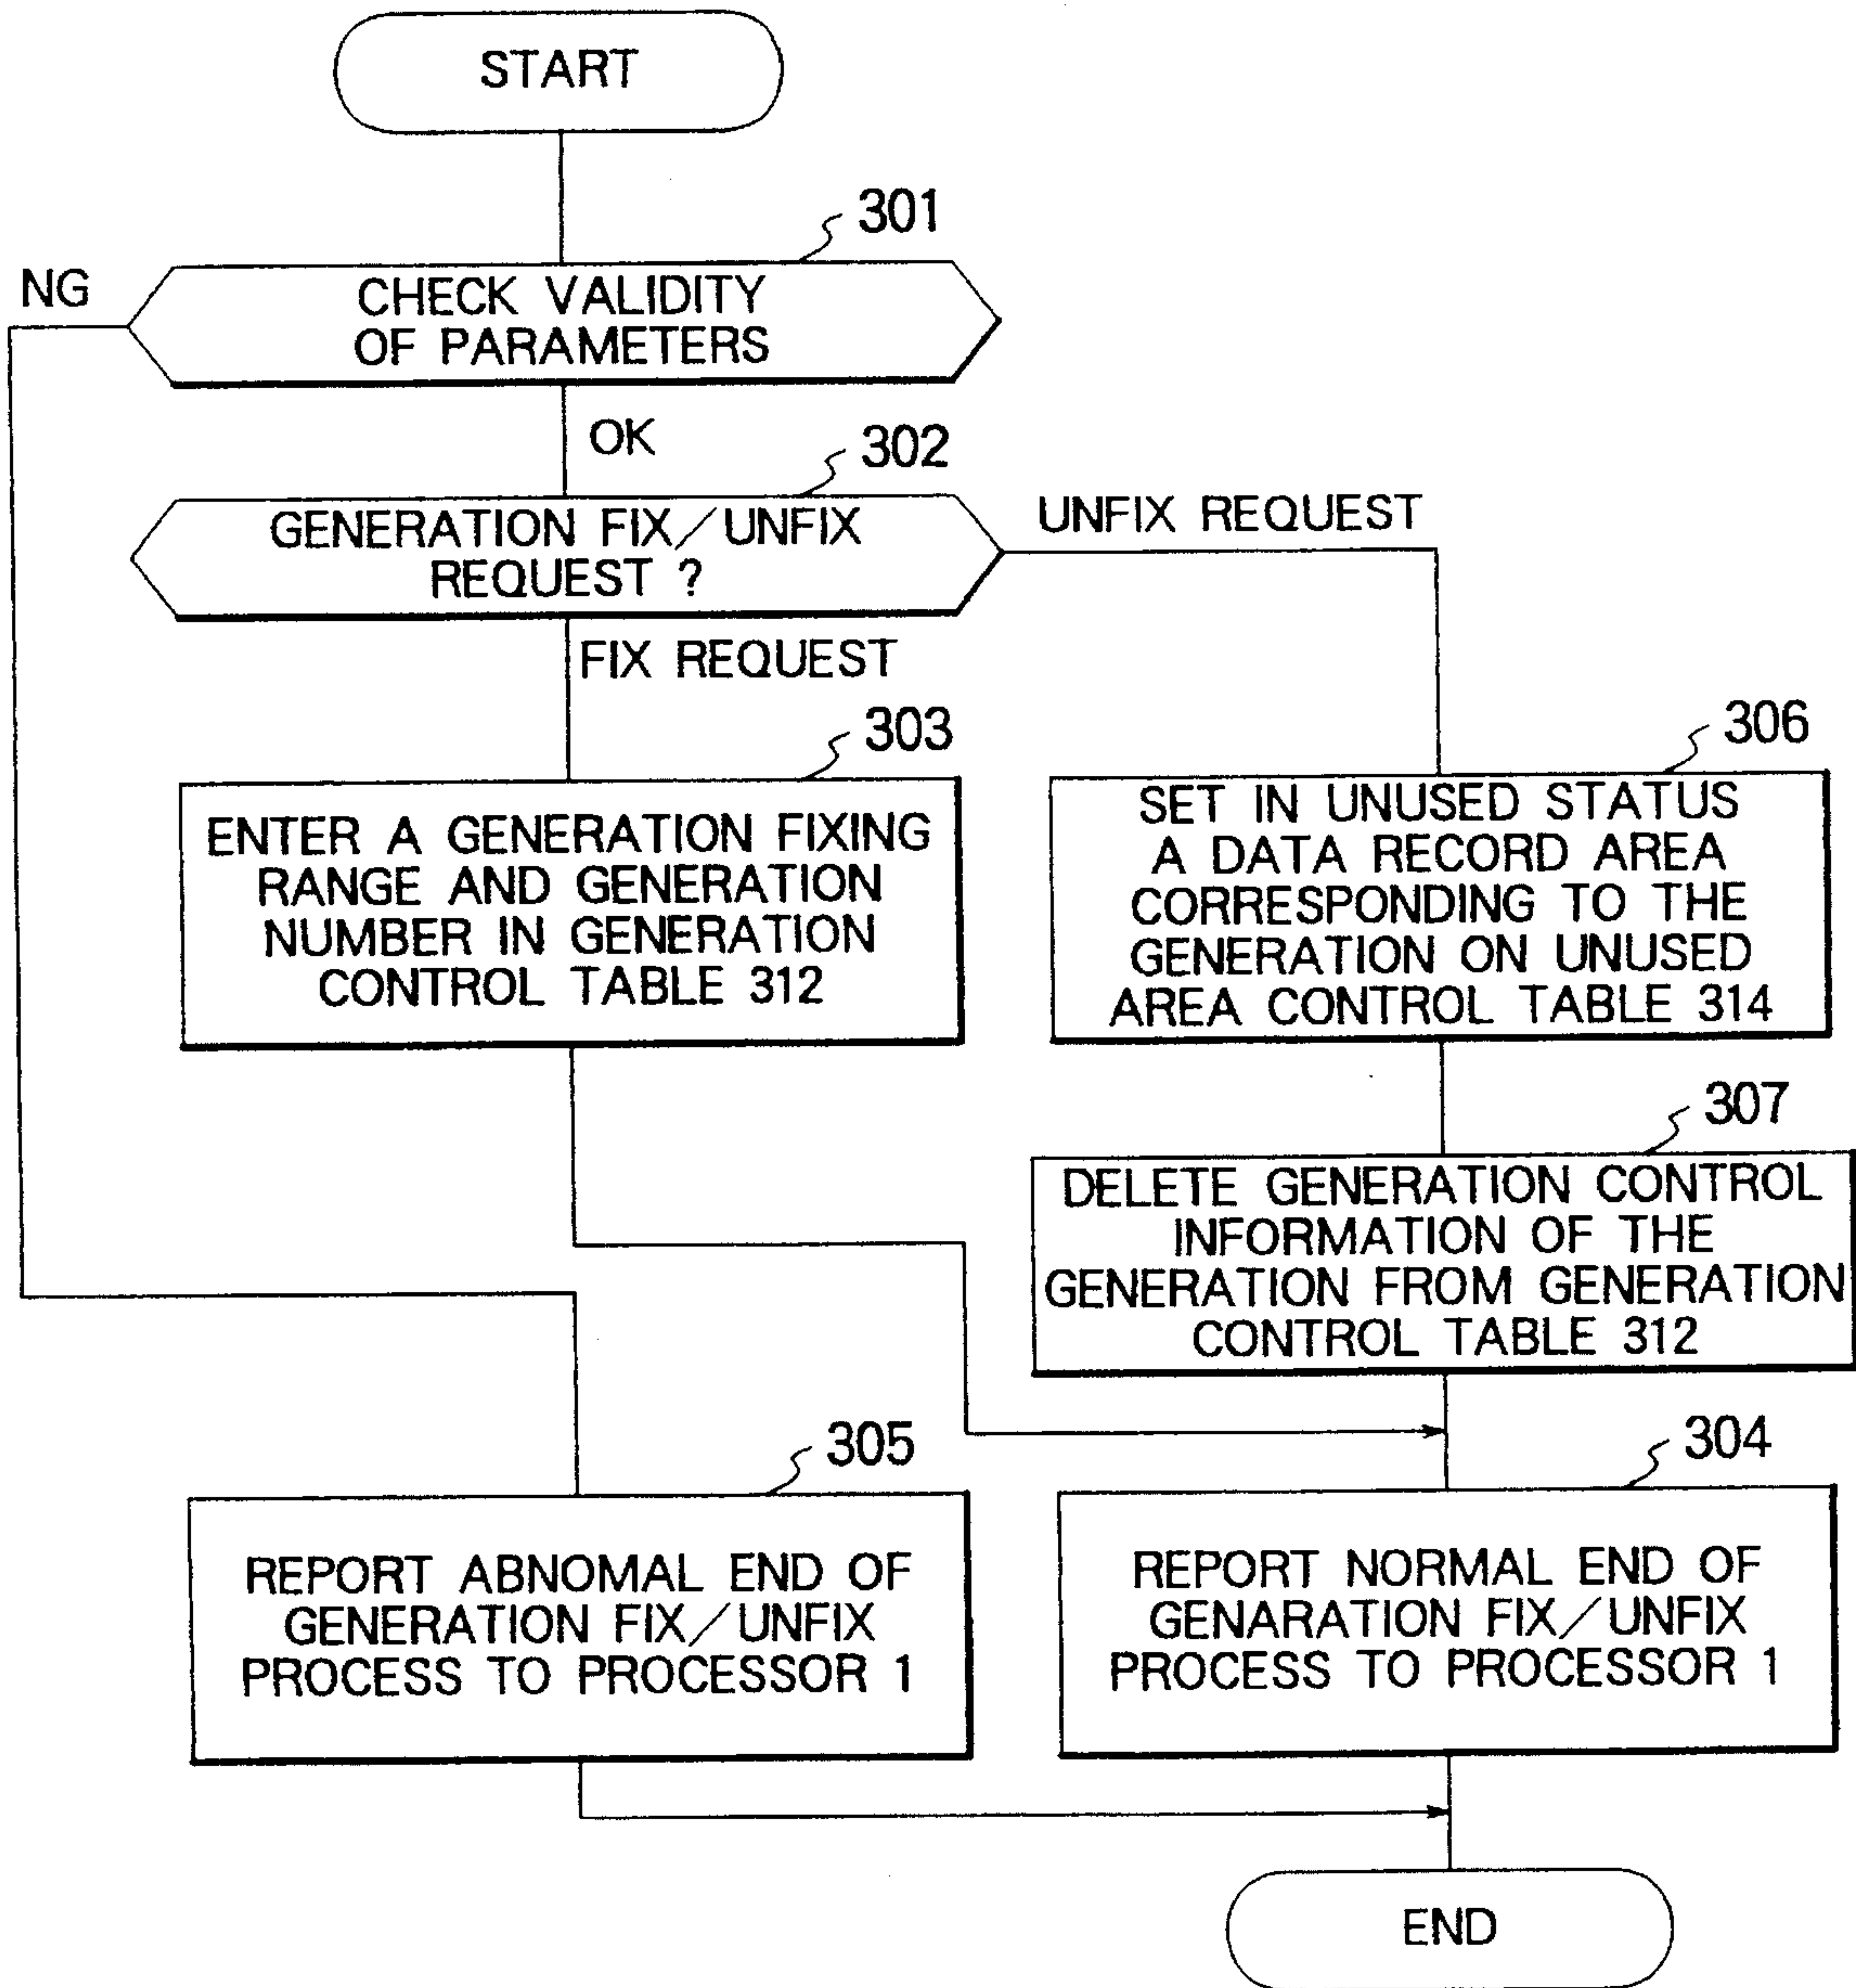 START
301
NG
CHECK VALIDITY
OF PARAMETERS
OK
302
GENERATION FIX/UNFIX
REQUEST ?
UNFIX REQUEST
FIX REQUEST
303
ENTER A GENERATION FIXING
RANGE AND GENERATION
NUMBER IN GENERATION
CONTROL TABLE 312
306
SET IN UNUSED STATUS
A DATA RECORD AREA
CORRESPONDING TO THE
GENERATION ON UNUSED
AREA CONTROL TABLE 314
307
DELETE GENERATION CONTROL
INFORMATION OF THE
GENERATION FROM GENERATION
CONTROL TABLE 312
305
REPORT ABNOMAL END OF
GENERATION FIX/UNFIX
PROCESS TO PROCESSOR 1
304
REPORT NORMAL END OF
GENARATION FIX/UNFIX
PROCESS TO PROCESSOR 1
END